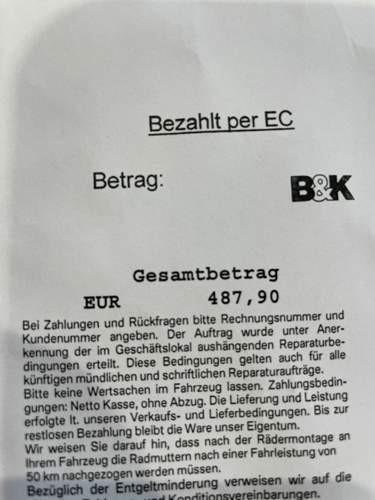 Bezahlt per EC
Betrag:
B&K
Gesamtbetrag
EUR 487,90
Bei Zahlungen und Rückfragen bitte Rechnungsnummer und
Kundenummer angeben. Der Auftrag wurde unter Aner-
kennung der im Geschäftslokal aushängenden Reparaturbe-
dingungen erteilt. Diese Bedingungen gelten auch für alle
künftigen mündlichen und schriftlichen Reparaturaufträge.
Bitte keine Wertsachen im Fahrzeug lassen. Zahlungsbedin-
gungen: Netto Kasse, ohne Abzug. Die Lieferung und Leistung
erfolgte lt. unseren Verkaufs- und Lieferbedingungen. Bis zur
restlosen Bezahlung bleibt die Ware unser Eigentum.
Wir weisen Sie darauf hin, dass nach der Rädermontage an
Ihrem Fahrzeug die Radmuttern nach einer Fahrleistung von
50 km nachgezogen werden müssen.
Bezüglich der Entgeltminderung verweisen wir auf die
und Konditionsvereinbarungen.